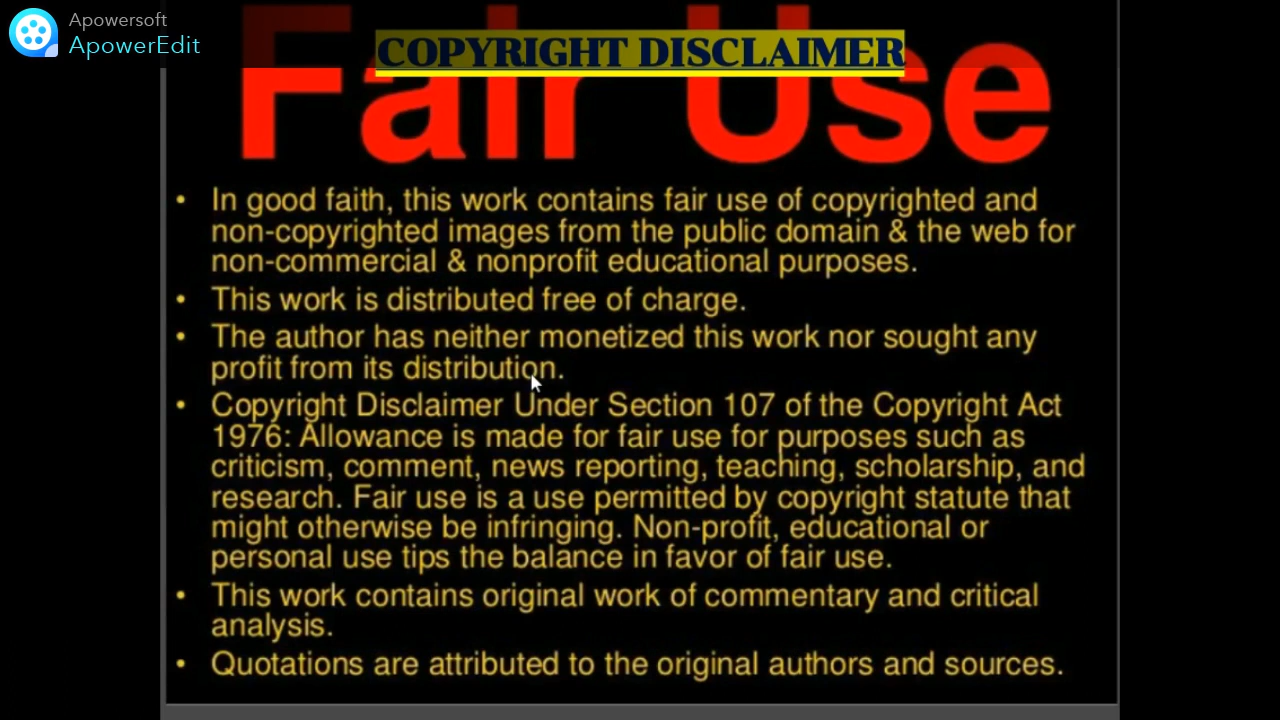 Apowersoft
ApowerEdit
COPYRIGHT DISCLAIMER
Fair Use
• In good faith, this work contains fair use of copyrighted and
non-copyrighted images from the public domain & the web for
non-commercial & nonprofit educational purposes.
• This work is distributed free of charge.
• The author has neither monetized this work nor sought any
profit from its distribution.
• Copyright Disclaimer Under Section 107 of the Copyright Act
1976: Allowance is made for fair use for purposes such as
criticism, comment, news reporting, teaching, scholarship, and
research. Fair use is a use permitted by copyright statute that
might otherwise be infringing. Non-profit, educational or
personal use tips the balance in favor of fair use.
• This work contains original work of commentary and critical
analysis.
• Quotations are attributed to the original authors and sources.